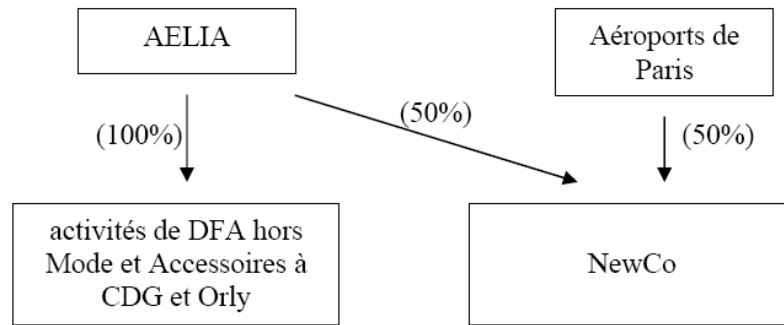 AELIA
Aéroports de
Paris
(100%)
(50%)
(50%)
activités de DFA hors
Mode et Accessoires à
CDG et Orly
NewCo